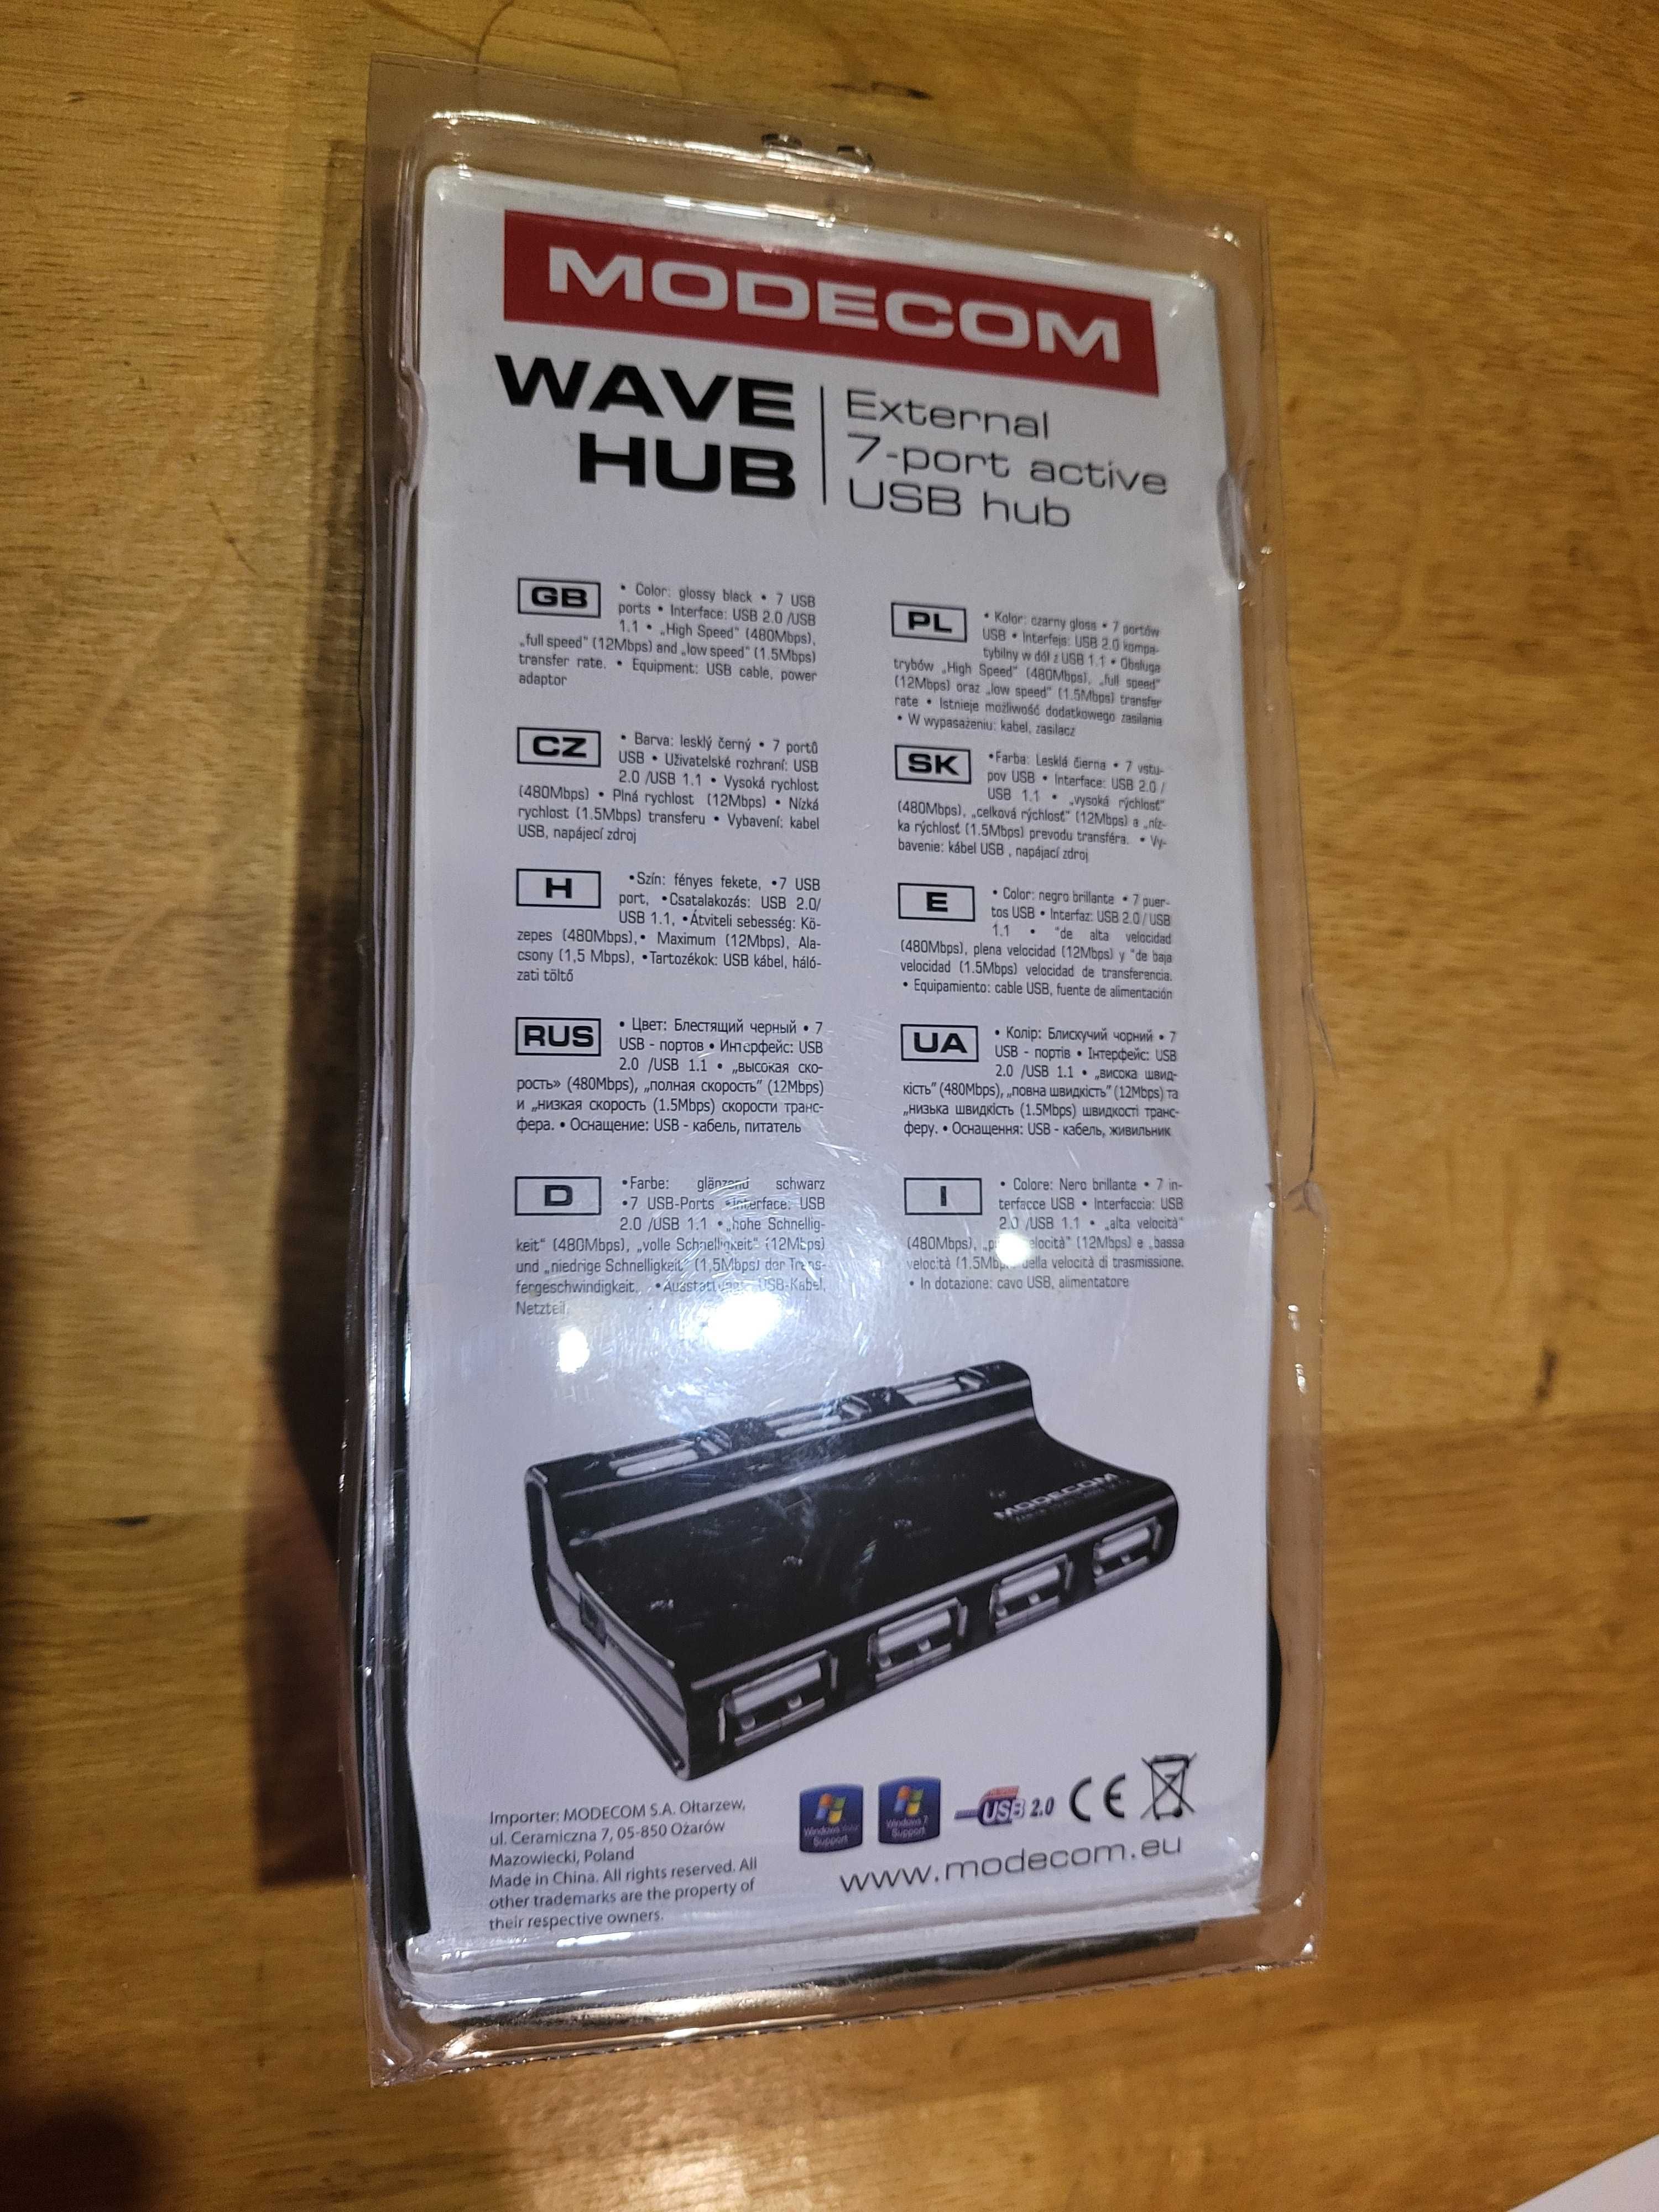 MODECOM
WAVE
HUB
External
7-port active
USB hub
GB
• Color: glossy black • 7 USB
ports • Interface: USB 2.0 /USB
1.1 • „High Speed" (480Mbps),
„full speed" (12Mbps) and „low speed" (1.5Mbps)
transfer rate. • Equipment: USB cable, power
adaptor
CZ
• Barva: lesklý černý • 7 portů
USB • Uživatelské rozhraní: USB
2.0 /USB 1.1 • Vysoká rychlost
(480Mbps) • Plná rychlost (12Mbps) • Nízká
rychlost (1.5Mbps) transferu • Vybavení: kabel
USB, napájecí zdroj
H
•Szín: fényes fekete, •7 USB
port, •Csatalakozás: USB 2.0/
USB 1.1, •Átviteli sebesség: Kö-
zepes (480Mbps),• Maximum (12Mbps), Ala-
csony (1,5 Mbps), •Tartozékok: USB kábel, háló-
zati töltő
RUS
• Цвет: Блестящий черный • 7
USB - портов • Интерфейс: USB
2.0 /USB 1.1 • „высокая ско-
рость» (480Mbps), „полная скорость" (12Mbps)
и „низкая скорость (1.5Mbps) скорости транс-
фера. • Оснащение: USB - кабель, питатель
D
•Farbe: glänzend schwarz
•7 USB-Ports •Interface: USB
2.0 /USB 1.1 •„hohe Schnellig-
keit" (480Mbps), „volle Schnelligkeit" (12Mbps)
und „niedrige Schnelligkeit" (1,5Mbps) der Trans-
fergeschwindigkeit. •Ausstattung: USB-Kabel,
Netzteil
PL
• Kolor: czarny gloss • 7 portów
USB • Interfejs: USB 2.0 kompa-
tybilny w dół z USB 1.1 • Obsługa
trybów „High Speed" (480Mbps), „full speed"
(12Mbps) oraz „low speed" (1.5Mbps) transfer
rate • Istnieje możliwość dodatkowego zasilania
• W wypasażeniu: kabel, zasilacz
SK
•Farba: Lesklá čierna • 7 vstu-
pov USB • Interface: USB 2.0 /
USB 1.1 • „vysoká rýchlosť"
(480Mbps), „celková rýchlosť" (12Mbps) a „níz-
ka rýchlosť (1.5Mbps) prevodu transféra. • Vy-
bavenie: kábel USB , napájací zdroj
E
• Color: negro brillante • 7 puer-
tos USB • Interfaz: USB 2.0 / USB
1.1 • "de alta velocidad
(480Mbps), plena velocidad (12Mbps) y "de baja
velocidad (1.5Mbps) velocidad de transferencia.
• Equipamiento: cable USB, fuente de alimentación
UA
• Колір: Блискучий чорний • 7
USB - портів • Інтерфейс: USB
2.0 /USB 1.1 • „висока швид-
кість" (480Mbps), „повна швидкість" (12Mbps) та
„низька швидкість (1.5Mbps) швидкості транс-
феру. • Оснащення: USB - кабель, живильник
I
• Colore: Nero brillante • 7 in-
terfacce USB • Interfaccia: USB
2.0 /USB 1.1 • „alta velocità"
(480Mbps), (12Mbps) e „bassa
velocità della velocità di trasmissione.
• In dotazione: cavo USB, alimentatore
MODECOM
Importer: MODECOM S.A. Ołtarzew,
ul. Ceramiczna 7, 05-850 Ożarów
Mazowiecki, Poland
Made in China. All rights reserved. All
other trademarks are the property of
their respective owners.
Windows Vista
Support
Windows 7
Support
USB 2.0
CE
www.modecom.eu